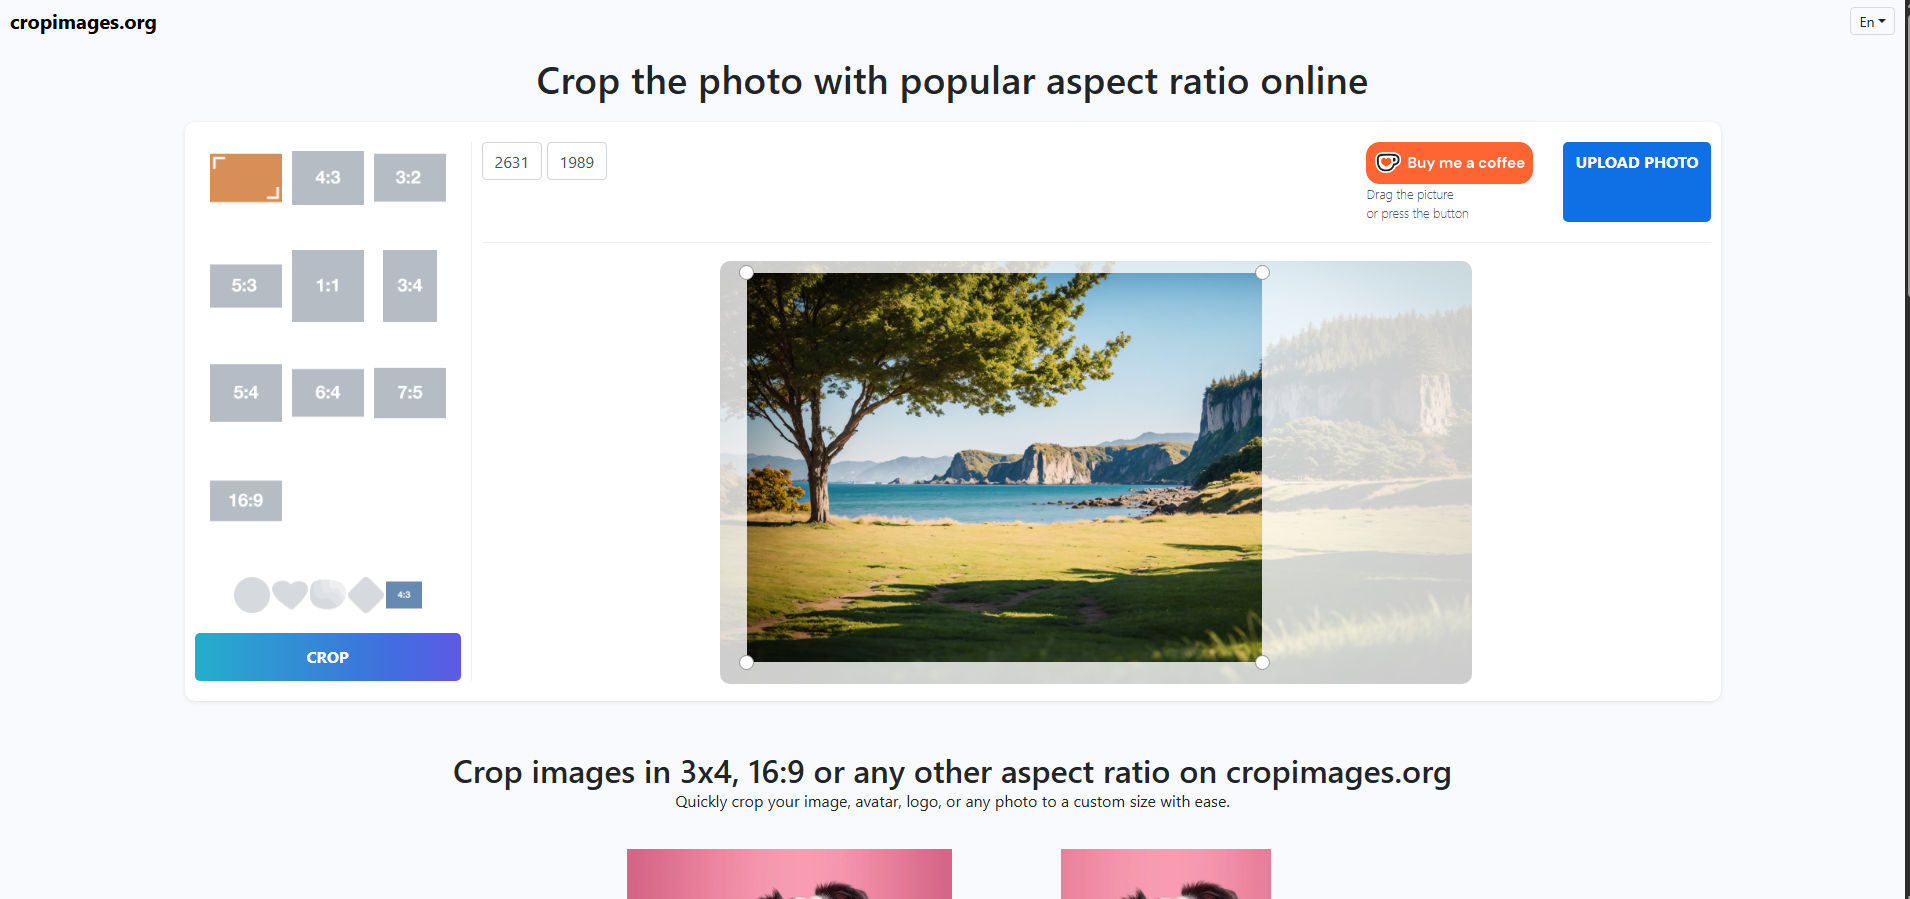 cropimages.org
En
Crop the photo with popular aspect ratio online
4:3
3:2
5:3
1:1
3:4
5:4
6:4
7:5
16:9
4:3
CROP
2631
1989
Buy me a coffee
Drag the picture
or press the button
UPLOAD PHOTO
Crop images in 3x4, 16:9 or any other aspect ratio on cropimages.org
Quickly crop your image, avatar, logo, or any photo to a custom size with ease.